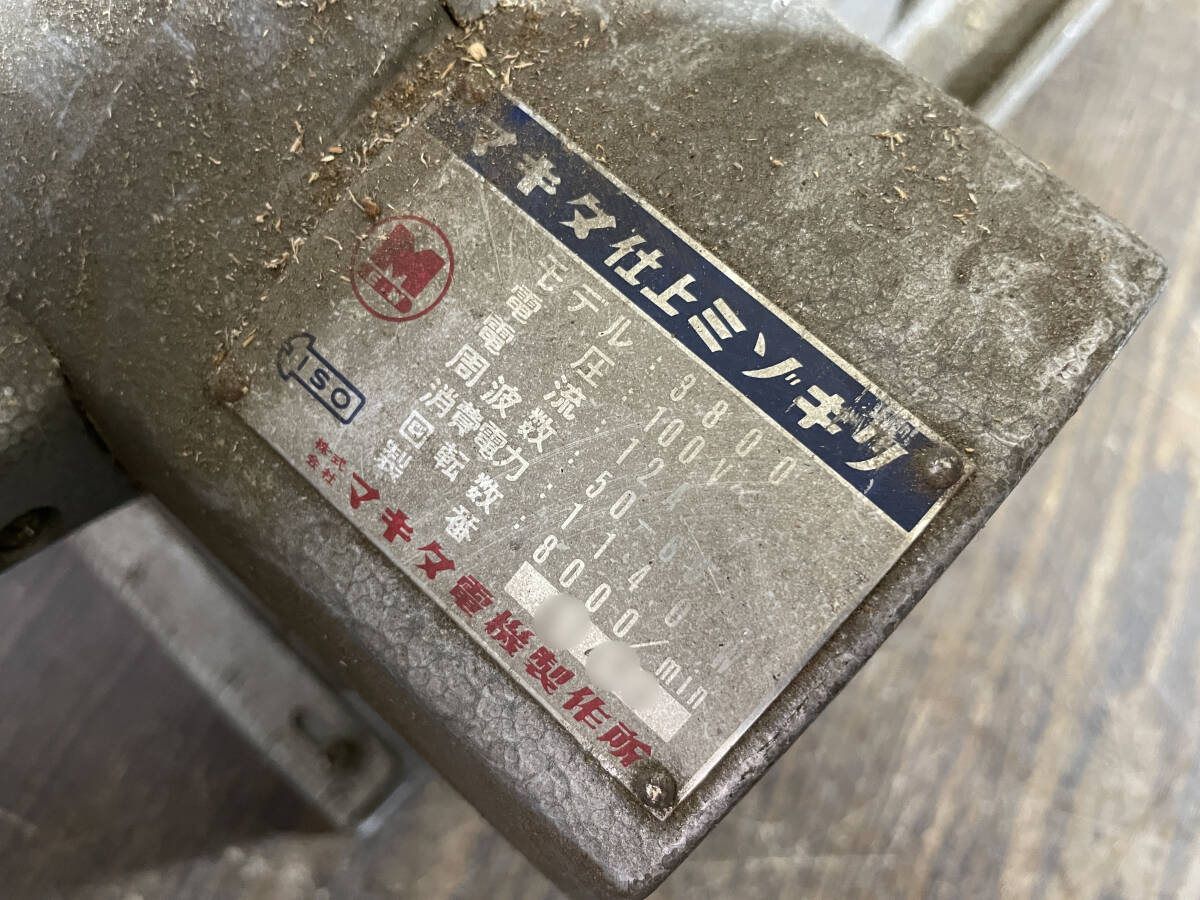 マキタ仕上ミゾギリ
モデル:3800
電圧:100V~
電流:12A
周波数:50-6
消費電力:1140W
回転数:8000/min
製番
株式会社マキタ電機製作所
M
ISO